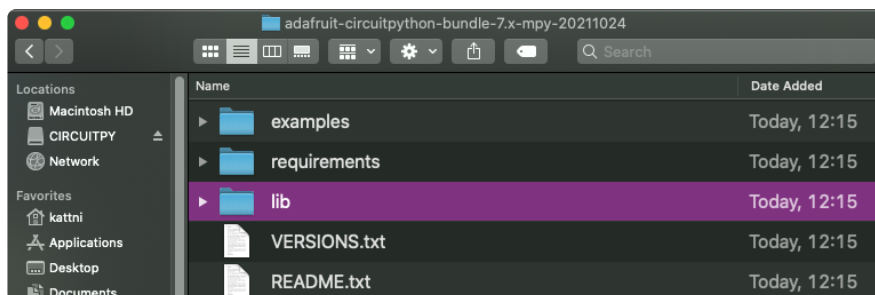 adafruit-circuitpython-bundle-7.x-mpy-20211024
Search
Locations
Macintosh HD
CIRCUITPY
Network
Favorites
kattni
Applications
Desktop
Documents
Name Date Added
examples Today, 12:15
requirements Today, 12:15
lib Today, 12:15
VERSIONS.txt Today, 12:15
README.txt Today, 12:15